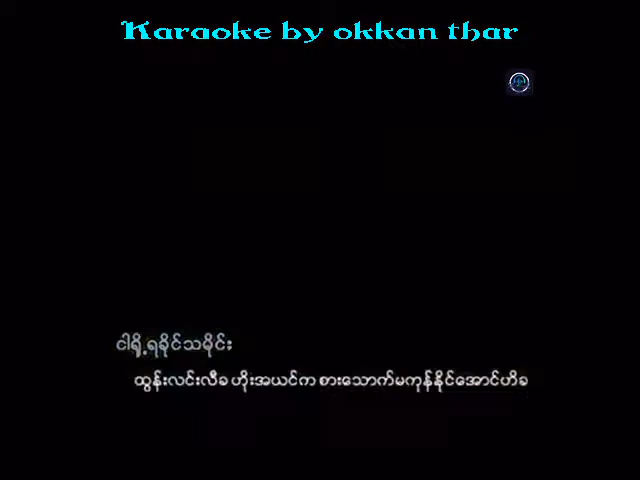 Karaoke by okkan thar
ငါရို့ရခိုင်သမိုင်း
ထွန်းလင်းလီခ ဟိုးအယင်က စားသောက်မကုန်နိုင်အောင်ဟိခ